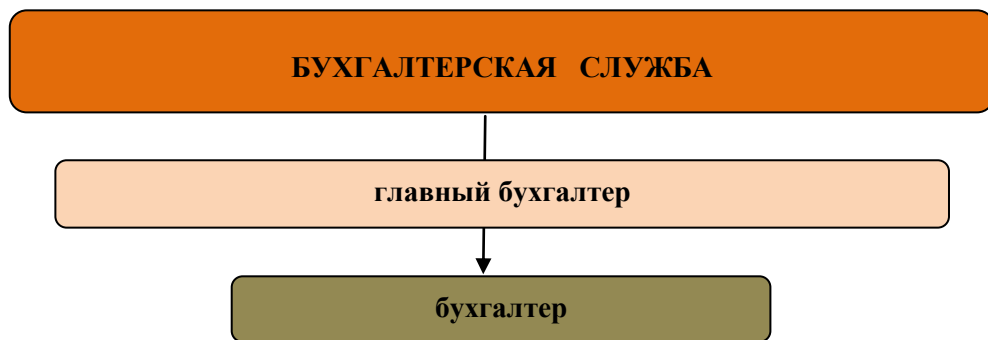 БУХГАЛТЕРСКАЯ СЛУЖБА
главный бухгалтер
бухгалтер